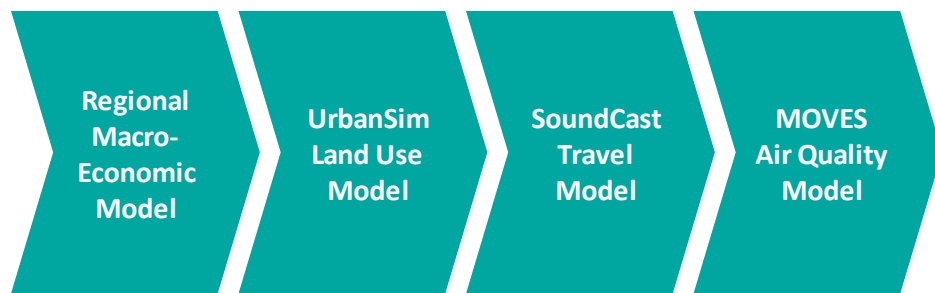 Regional
Macro-
Economic
Model
UrbanSim
Land Use
Model
SoundCast
Travel
Model
MOVES
Air Quality
Model